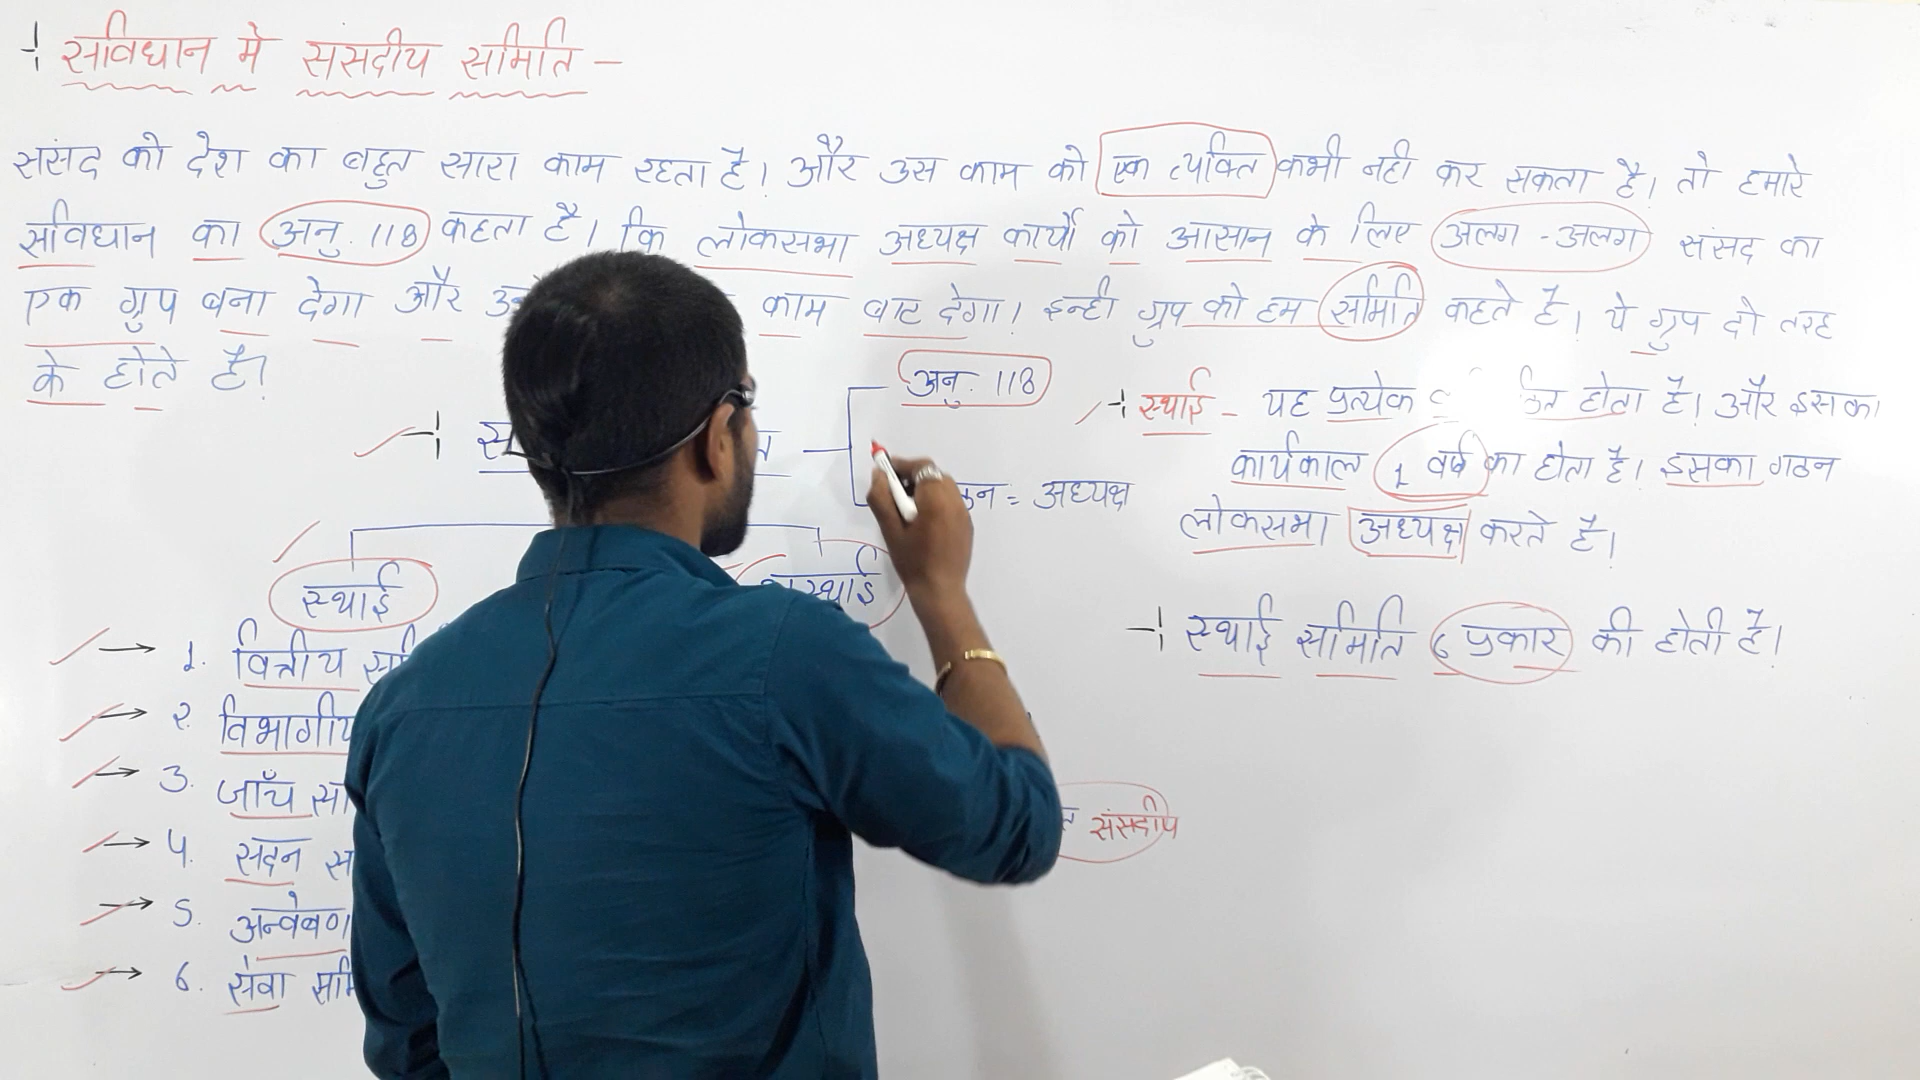 संविधान मे संसदीय समिति –
संसद को देश का बहुत सारा काम रहता है। और उस काम को एक व्यक्ति कभी नही कर सकता है। तो हमारे
संविधान का अनु. 118 कहता है। कि लोकसभा अध्यक्ष कार्यो को आसान के लिए अलग - अलग संसद का
एक ग्रुप बना देगा और काम बाट देगा। इन्ही ग्रुप को हम समिति कहते है। ये ग्रुप दो तरह
के होते है।
अनु. 118
= अध्यक्ष
स्थाई
स्थाई
1. वित्तीय
2. विभागीय
3. जाँच
4. सदन
5. अन्वेषण
6. सेवा
संसदीय
स्थाई – यह प्रत्येक होता है। और इसका
कार्यकाल 1 वर्ष का होता है। इसका गठन
लोकसभा अध्यक्ष करते है।
स्थाई समिति 6 प्रकार की होती है।